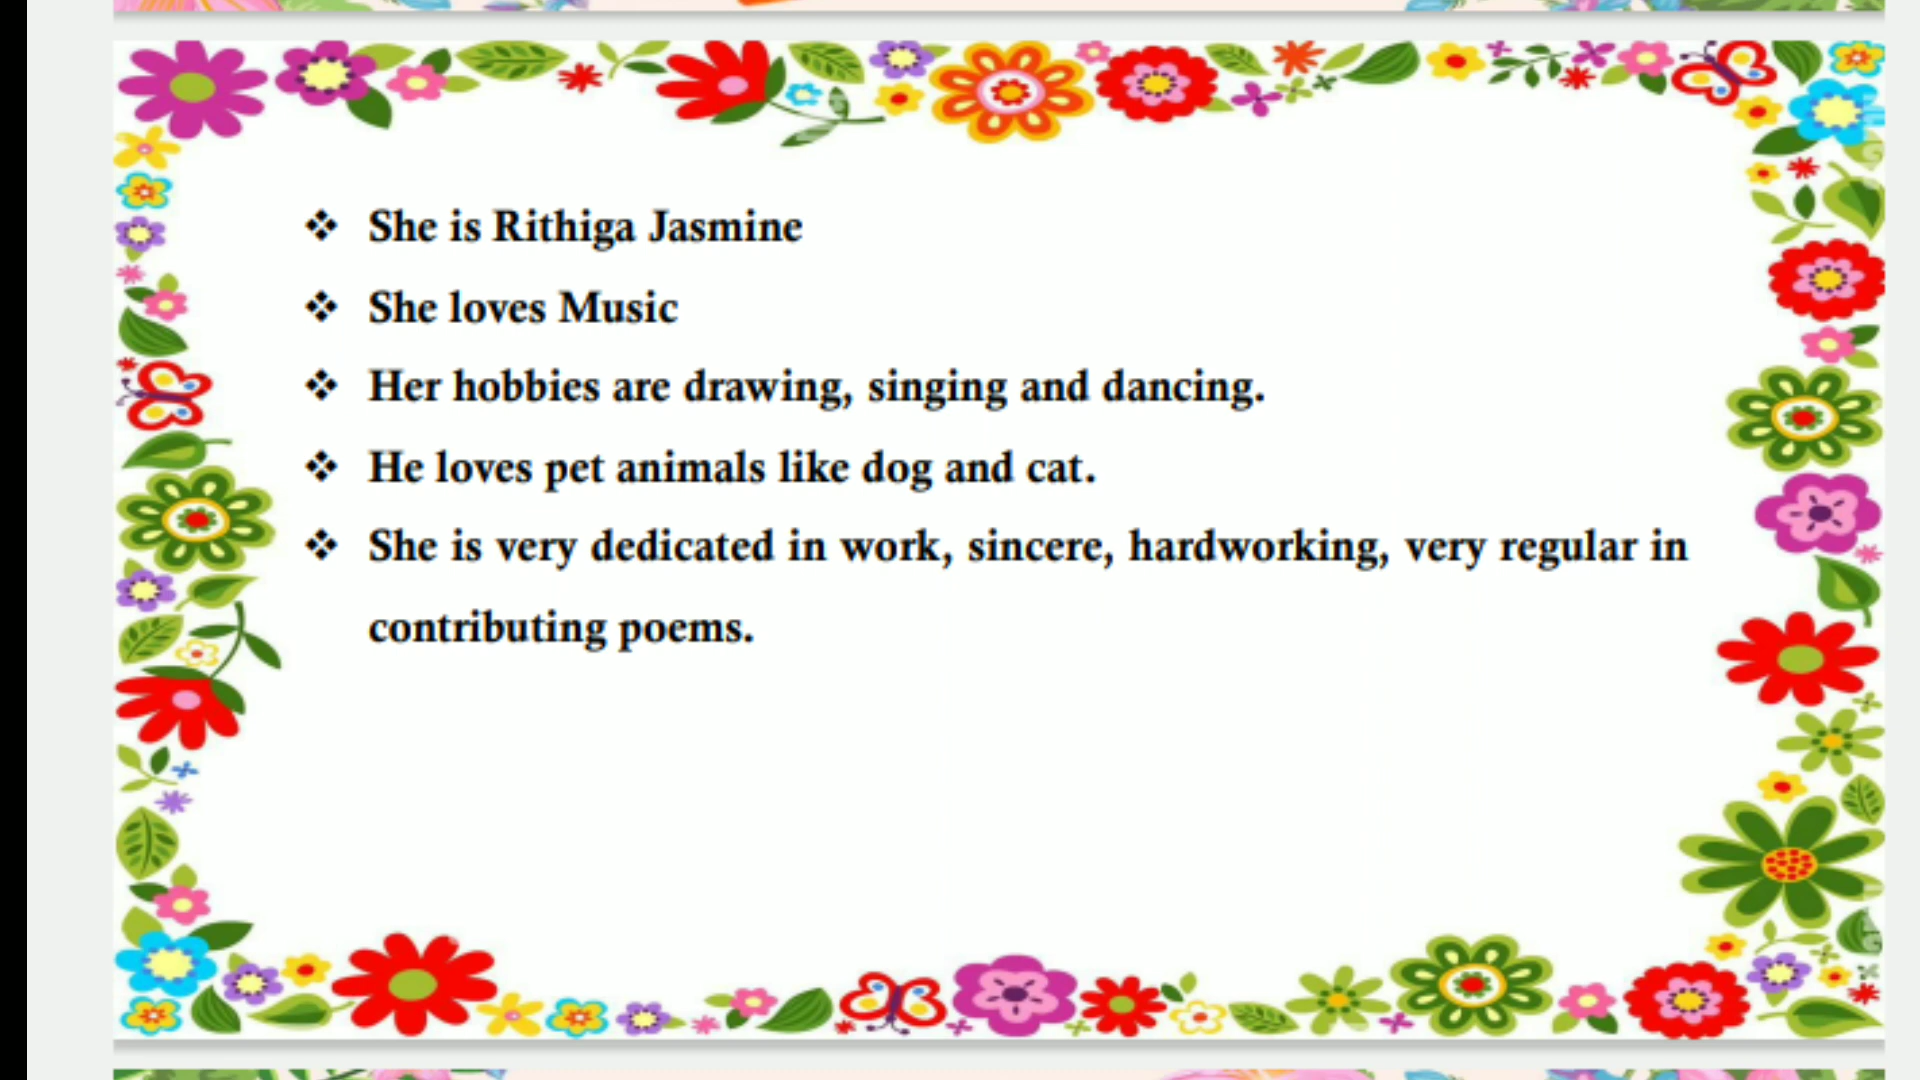 ❖ She is Rithiga Jasmine
❖ She loves Music
❖ Her hobbies are drawing, singing and dancing.
❖ He loves pet animals like dog and cat.
❖ She is very dedicated in work, sincere, hardworking, very regular in
contributing poems.